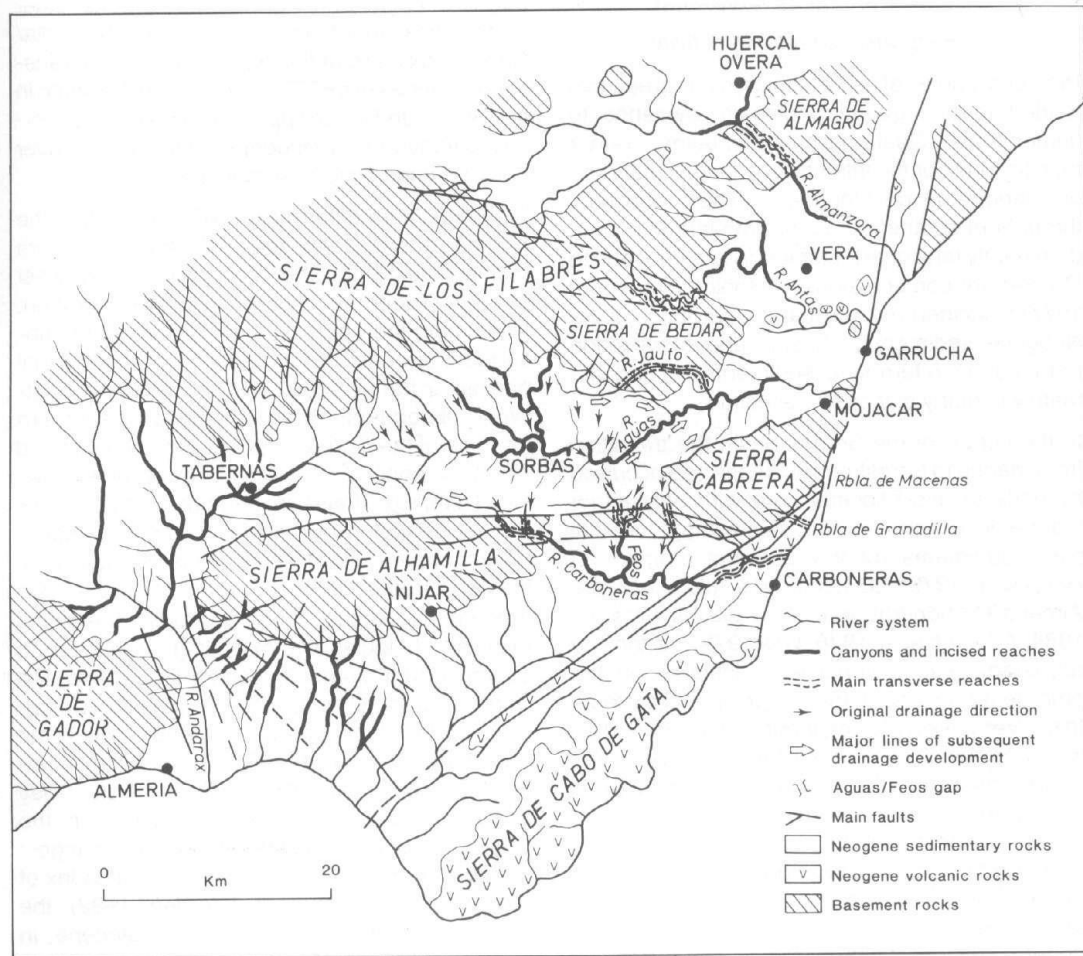 HUERCAL
OVERA
SIERRA DE
ALMAGRO
R. Almanzora
SIERRA DE LOS FILABRES
VERA
R. Antas
SIERRA DE BEDAR
GARRUCHA
R. Jauto
MOJACAR
R. Aguas
SORBAS
SIERRA
CABRERA
TABERNAS
Rbla. de Macenas
Rbla de Granadilla
SIERRA DE ALHAMILLA
R. Carboneras
Feos
CARBONERAS
NIJAR
SIERRA
DE
GADOR
R. Andarax
ALMERIA
SIERRA DE CABO DE GATA
0 20
Km
River system
Canyons and incised reaches
Main transverse reaches
Original drainage direction
Major lines of subsequent
drainage development
Aguas/Feos gap
Main faults
Neogene sedimentary rocks
Neogene volcanic rocks
Basement rocks